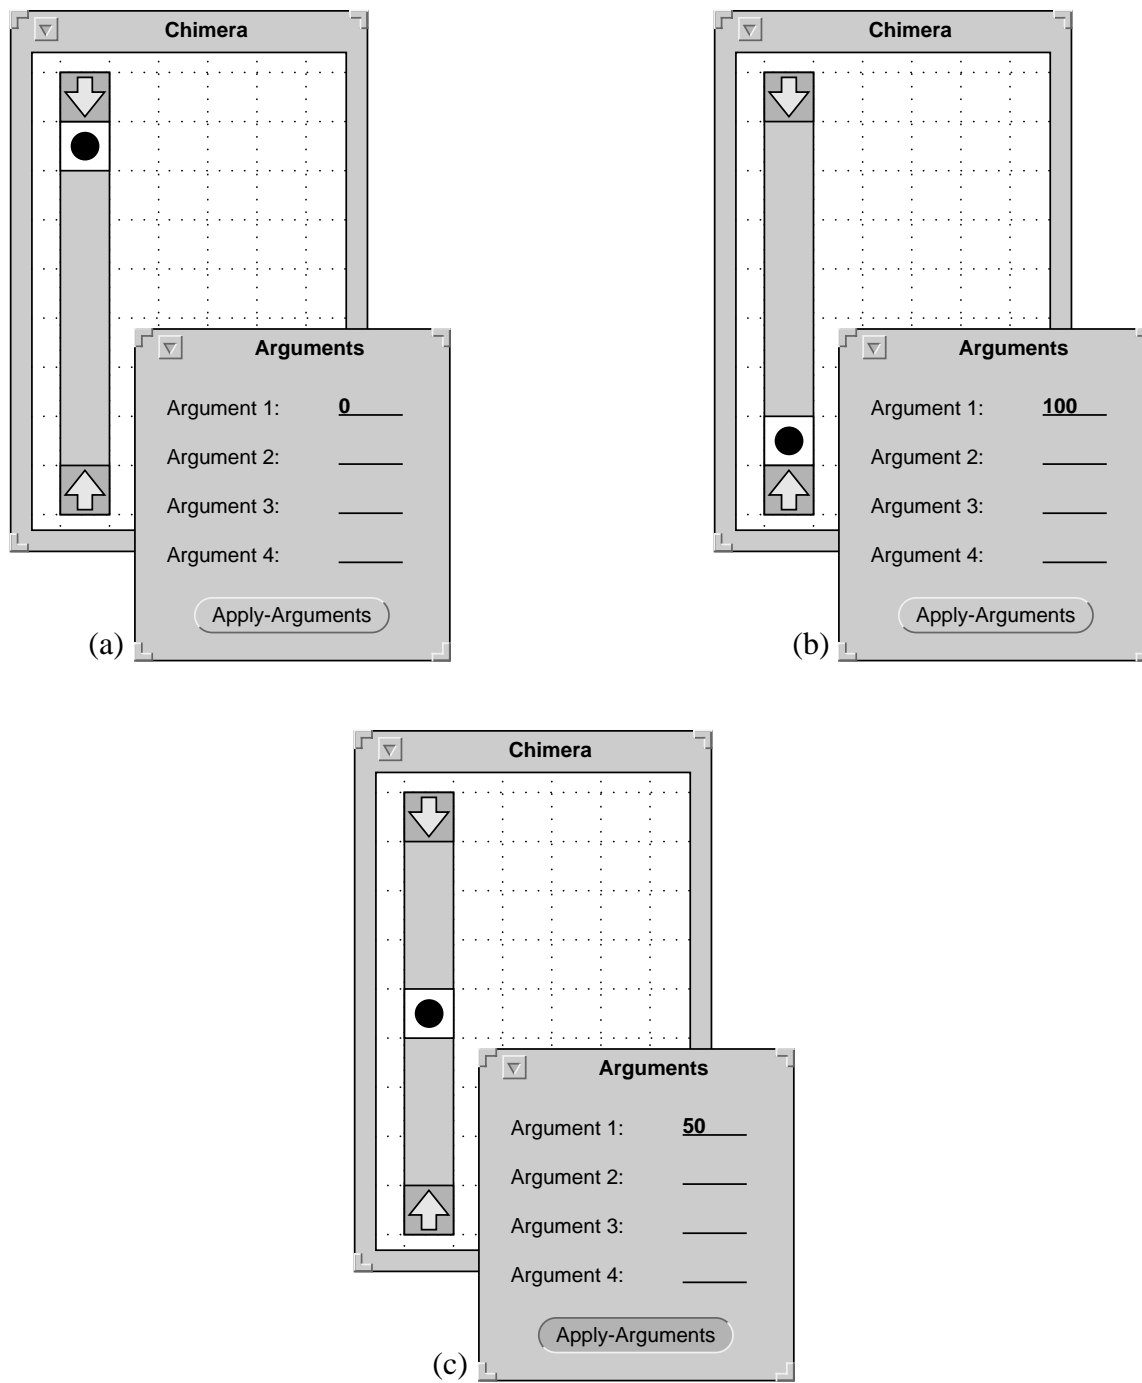 Chimera
Arguments
Argument 1: 0
Argument 2:
Argument 3:
Argument 4:
Apply-Arguments
(a)
Chimera
Arguments
Argument 1: 100
Argument 2:
Argument 3:
Argument 4:
Apply-Arguments
(b)
Chimera
Arguments
Argument 1: 50
Argument 2:
Argument 3:
Argument 4:
Apply-Arguments
(c)